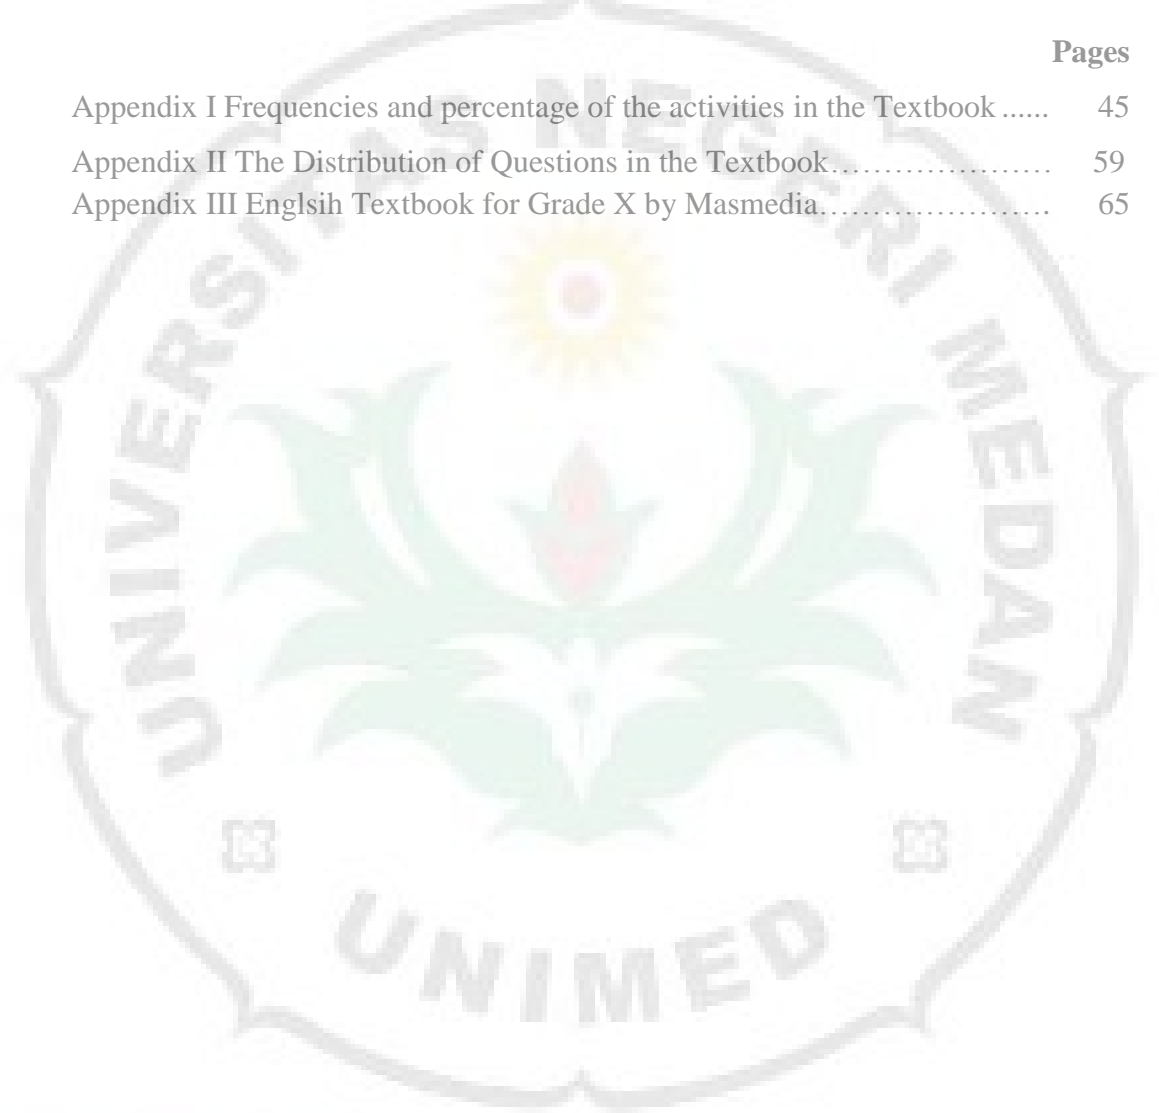 Pages
Appendix I Frequencies and percentage of the activities in the Textbook ...... 45
Appendix II The Distribution of Questions in the Textbook.................... 59
Appendix III Englsih Textbook for Grade X by Masmedia...................... 65
UNIVERSITAS NEGERI MEDAN
UNIMED